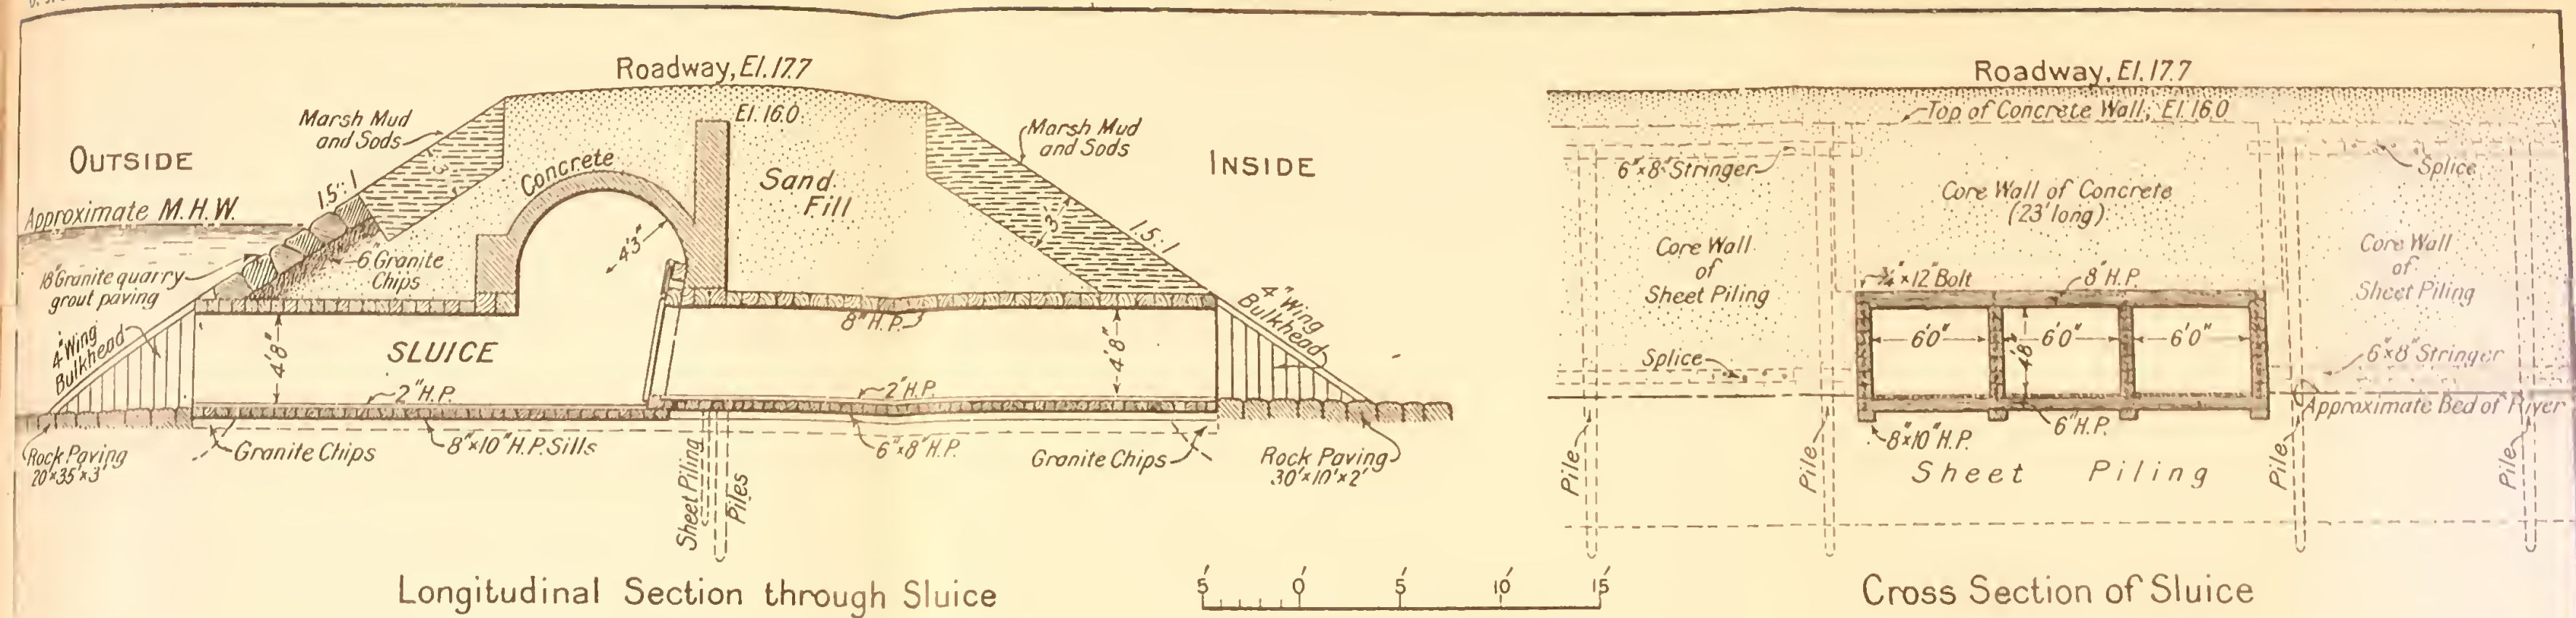 Roadway, El. 17.7
El. 16.0.
Marsh Mud
and Sods
OUTSIDE
1.5:1
Concrete
3'
Sand
Fill
Marsh Mud
and Sods
INSIDE
3'
1.5:1
Approximate M.H.W.
18" Granite quarry
grout paving
6" Granite
Chips
4'3"
4" Wing
Bulkhead
4'8"
SLUICE
8" H.P.
4'8"
4" Wing
Bulkhead
2" H.P.
2" H.P.
Rock Paving
20'x35'x3'
Granite Chips
8"x10" H.P. Sills
Sheet Piling
Piles
6"x8" H.P.
Granite Chips
Rock Paving
30'x10'x2'
Longitudinal Section through Sluice
5' 0' 5' 10' 15'
Roadway, El. 17.7
Top of Concrete Wall, El. 16.0
6"x8" Stringer
Splice
Core Wall of Concrete
(23' long)
Core Wall
of
Sheet Piling
Core Wall
of
Sheet Piling
¾"x12" Bolt
8" H.P.
6'0" 6'0" 6'0"
4'8"
Splice
6"x8" Stringer
Approximate Bed of River
8"x10" H.P.
6" H.P.
Pile
Pile
Sheet Piling
Pile
Pile
Cross Section of Sluice